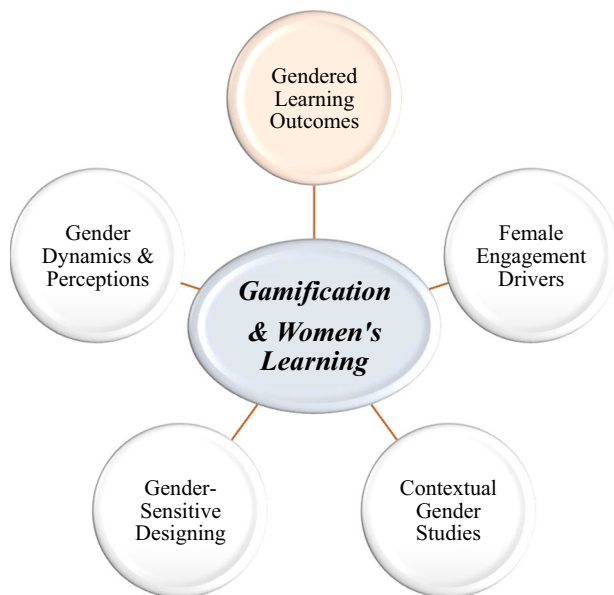 Gendered
Learning
Outcomes
Gender
Dynamics &
Perceptions
Female
Engagement
Drivers
Gamification
& Women's
Learning
Gender-
Sensitive
Designing
Contextual
Gender
Studies